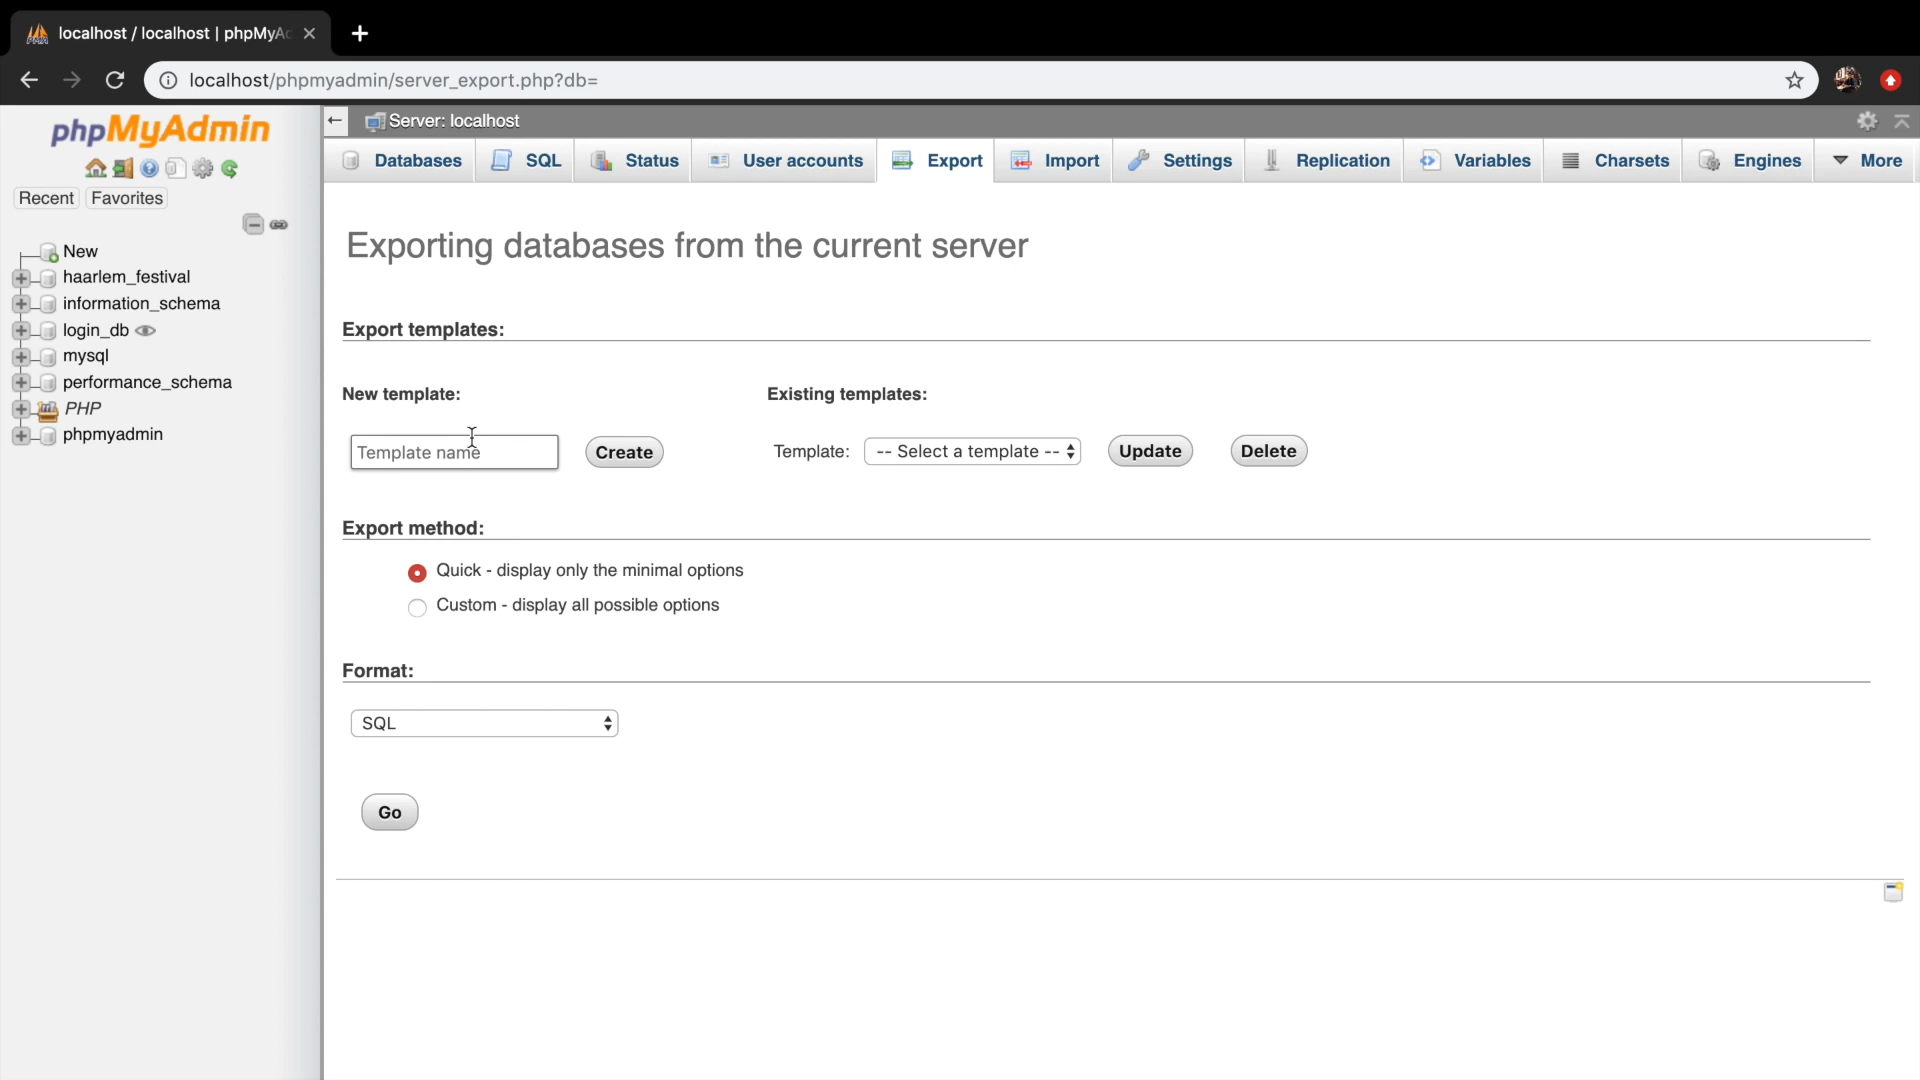 localhost / localhost | phpMyAd
localhost/phpmyadmin/server_export.php?db=
phpMyAdmin
Recent Favorites
New
haarlem_festival
information_schema
login_db
mysql
performance_schema
PHP
phpmyadmin
Server: localhost
Databases SQL Status User accounts Export Import Settings Replication Variables Charsets Engines More
Exporting databases from the current server
Export templates:
New template: Existing templates:
Template name Create Template: -- Select a template -- Update Delete
Export method:
Quick - display only the minimal options
Custom - display all possible options
Format:
SQL
Go